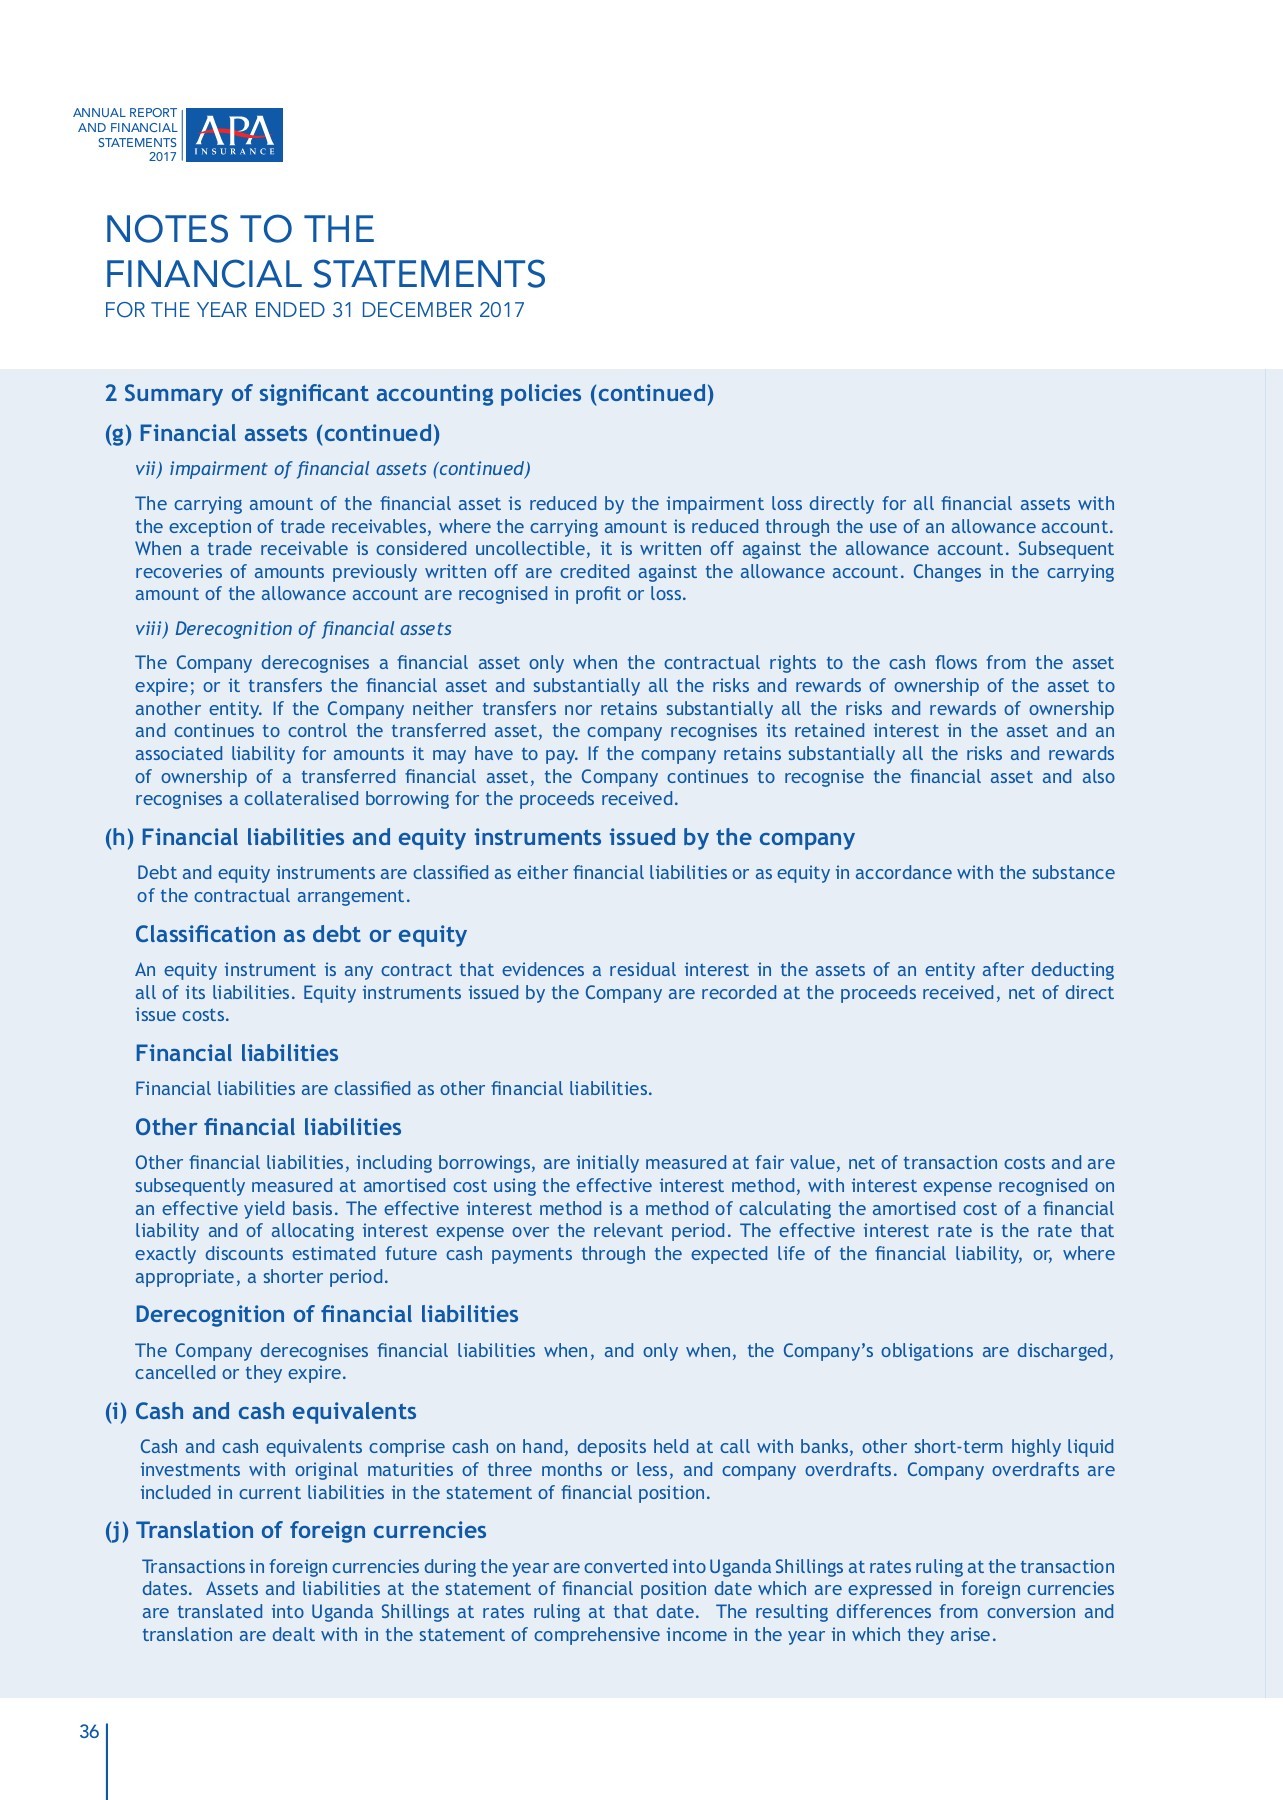 ANNUAL REPORT
AND FINANCIAL
STATEMENTS
2017
APA
INSURANCE
NOTES TO THE
FINANCIAL STATEMENTS
FOR THE YEAR ENDED 31 DECEMBER 2017
2 Summary of significant accounting policies (continued)
(g) Financial assets (continued)
vii) impairment of financial assets (continued)
The carrying amount of the financial asset is reduced by the impairment loss directly for all financial assets with
the exception of trade receivables, where the carrying amount is reduced through the use of an allowance account.
When a trade receivable is considered uncollectible, it is written off against the allowance account. Subsequent
recoveries of amounts previously written off are credited against the allowance account. Changes in the carrying
amount of the allowance account are recognised in profit or loss.
viii) Derecognition of financial assets
The Company derecognises a financial asset only when the contractual rights to the cash flows from the asset
expire; or it transfers the financial asset and substantially all the risks and rewards of ownership of the asset to
another entity. If the Company neither transfers nor retains substantially all the risks and rewards of ownership
and continues to control the transferred asset, the company recognises its retained interest in the asset and an
associated liability for amounts it may have to pay. If the company retains substantially all the risks and rewards
of ownership of a transferred financial asset, the Company continues to recognise the financial asset and also
recognises a collateralised borrowing for the proceeds received.
(h) Financial liabilities and equity instruments issued by the company
Debt and equity instruments are classified as either financial liabilities or as equity in accordance with the substance
of the contractual arrangement.
Classification as debt or equity
An equity instrument is any contract that evidences a residual interest in the assets of an entity after deducting
all of its liabilities. Equity instruments issued by the Company are recorded at the proceeds received, net of direct
issue costs.
Financial liabilities
Financial liabilities are classified as other financial liabilities.
Other financial liabilities
Other financial liabilities, including borrowings, are initially measured at fair value, net of transaction costs and are
subsequently measured at amortised cost using the effective interest method, with interest expense recognised on
an effective yield basis. The effective interest method is a method of calculating the amortised cost of a financial
liability and of allocating interest expense over the relevant period. The effective interest rate is the rate that
exactly discounts estimated future cash payments through the expected life of the financial liability, or, where
appropriate, a shorter period.
Derecognition of financial liabilities
The Company derecognises financial liabilities when, and only when, the Company’s obligations are discharged,
cancelled or they expire.
(i) Cash and cash equivalents
Cash and cash equivalents comprise cash on hand, deposits held at call with banks, other short-term highly liquid
investments with original maturities of three months or less, and company overdrafts. Company overdrafts are
included in current liabilities in the statement of financial position.
(j) Translation of foreign currencies
Transactions in foreign currencies during the year are converted into Uganda Shillings at rates ruling at the transaction
dates.  Assets and liabilities at the statement of financial position date which are expressed in foreign currencies
are translated into Uganda Shillings at rates ruling at that date.  The resulting differences from conversion and
translation are dealt with in the statement of comprehensive income in the year in which they arise.
36